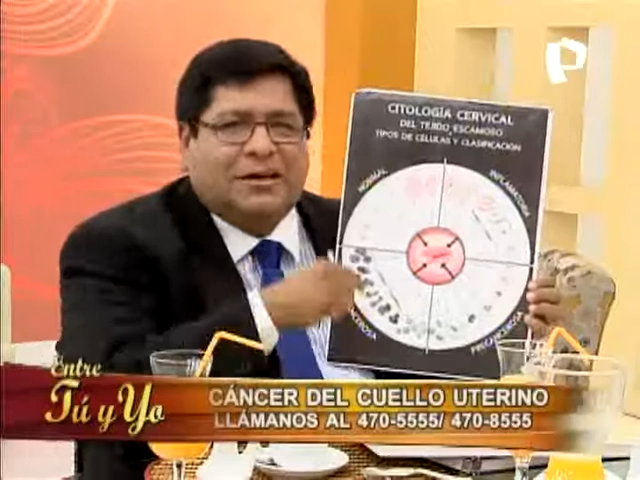 CITOLOGÍA CERVICAL
DEL TEJIDO ESCAMOSO
TIPOS DE CÉLULAS Y CLASIFICACIÓN
NORMAL
INFLAMATORIA
CANCEROSA
PRECANCEROSA
Entre
Tú y Yo
CÁNCER DEL CUELLO UTERINO
LLÁMANOS AL 470-5555/ 470-8555